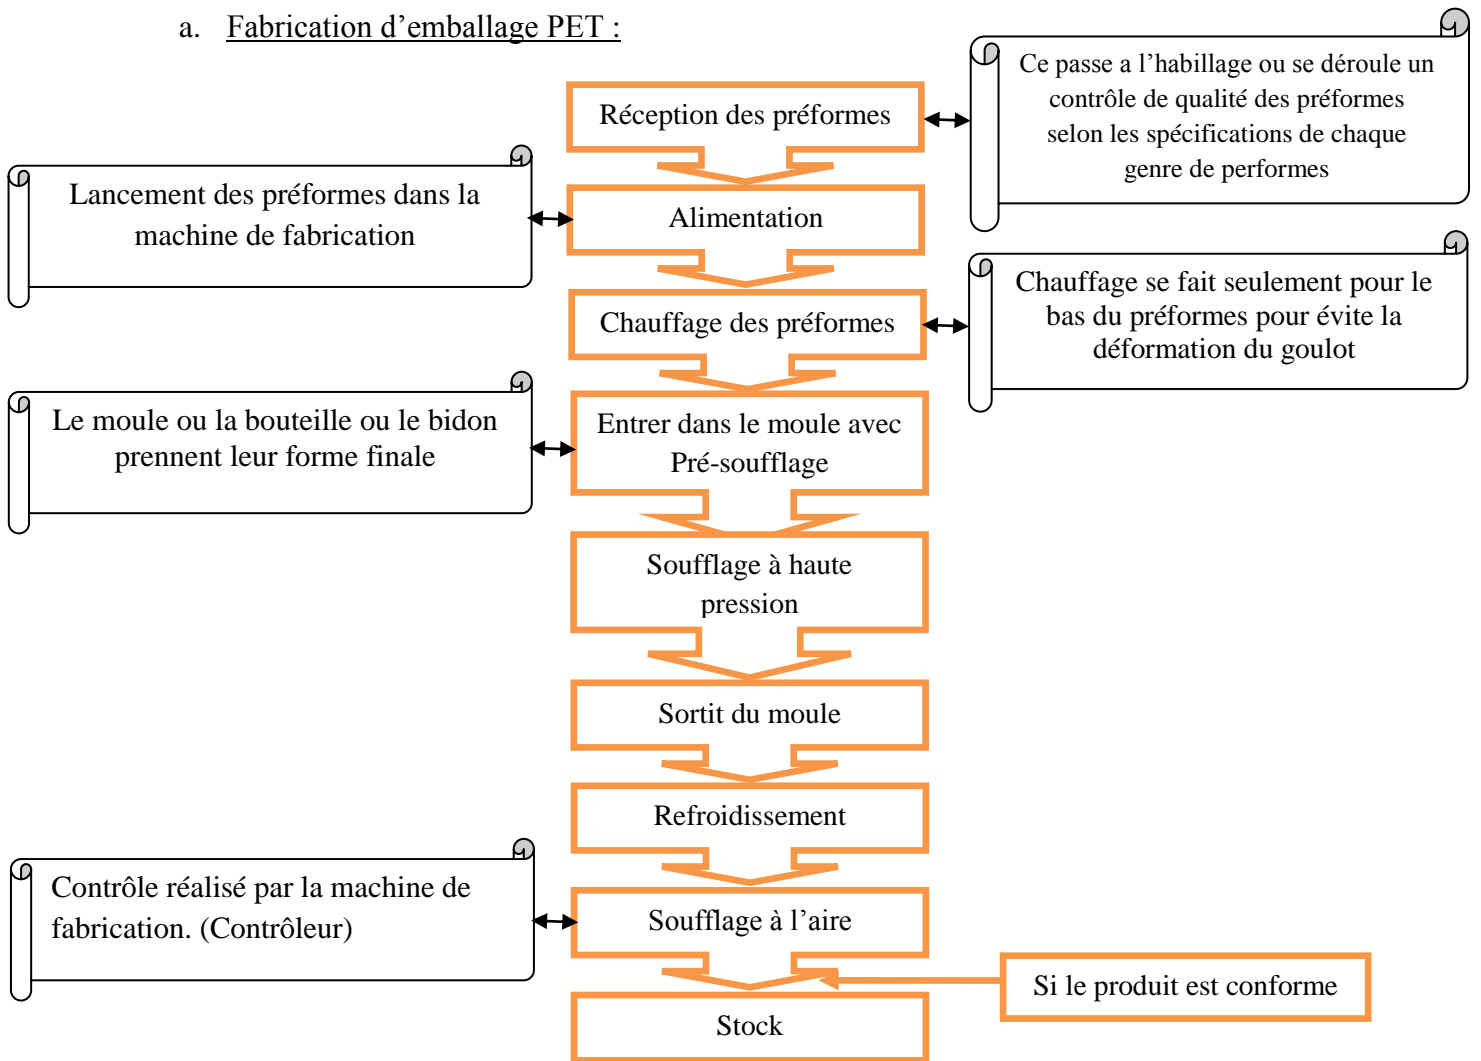 a. Fabrication d’emballage PET :
Réception des préformes
Ce passe a l’habillage ou se déroule un
contrôle de qualité des préformes
selon les spécifications de chaque
genre de performes
Lancement des préformes dans la
machine de fabrication
Alimentation
Chauffage des préformes
Chauffage se fait seulement pour le
bas du préformes pour évite la
déformation du goulot
Le moule ou la bouteille ou le bidon
prennent leur forme finale
Entrer dans le moule avec
Pré-soufflage
Soufflage à haute
pression
Sortit du moule
Refroidissement
Contrôle réalisé par la machine de
fabrication. (Contrôleur)
Soufflage à l’aire
Si le produit est conforme
Stock